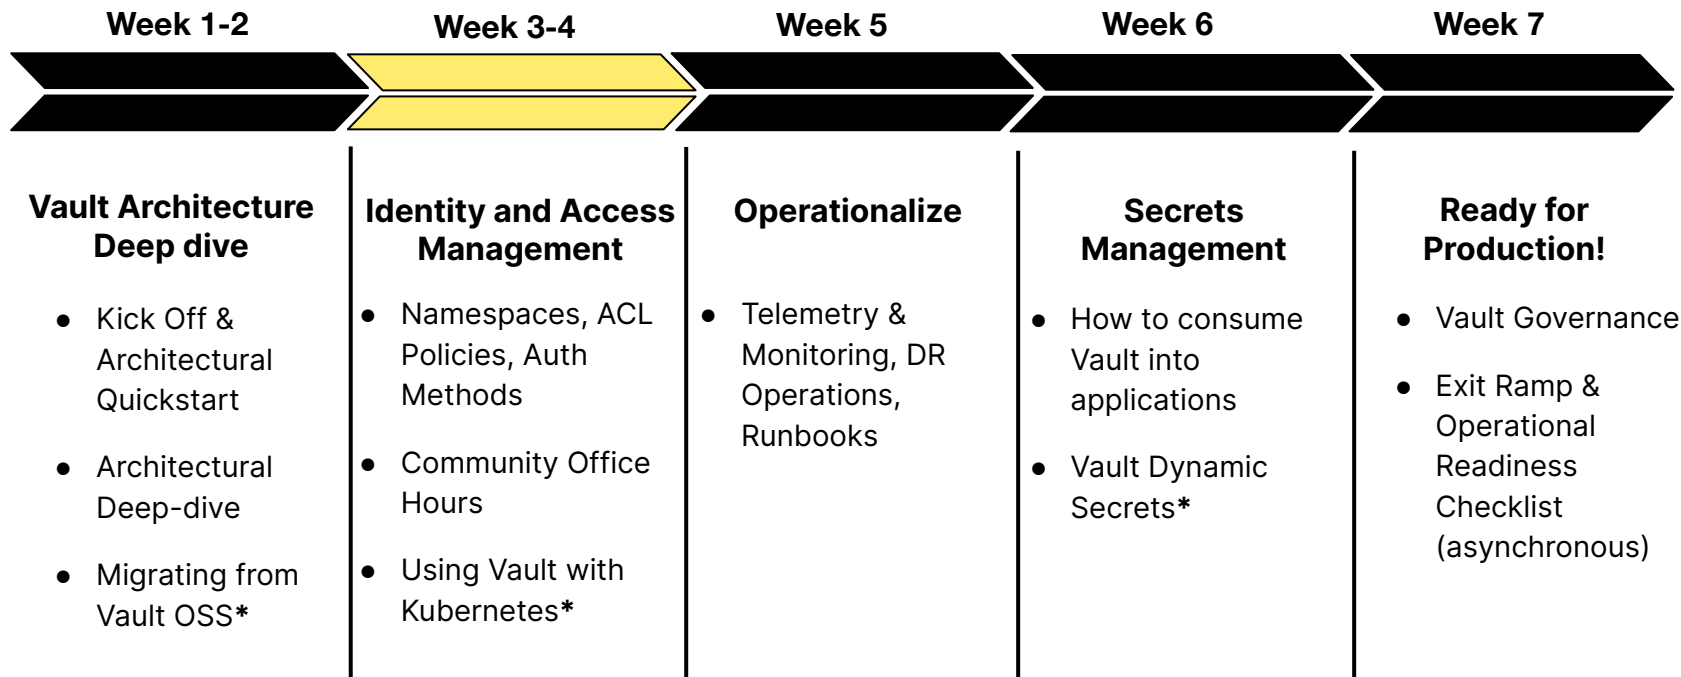 Week 1-2
Week 3-4
Week 5
Week 6
Week 7
Vault Architecture
Deep dive
● Kick Off &
Architectural
Quickstart
● Architectural
Deep-dive
● Migrating from
Vault OSS*
Identity and Access
Management
● Namespaces, ACL
Policies, Auth
Methods
● Community Office
Hours
● Using Vault with
Kubernetes*
Operationalize
● Telemetry &
Monitoring, DR
Operations,
Runbooks
Secrets
Management
● How to consume
Vault into
applications
● Vault Dynamic
Secrets*
Ready for
Production!
● Vault Governance
● Exit Ramp &
Operational
Readiness
Checklist
(asynchronous)